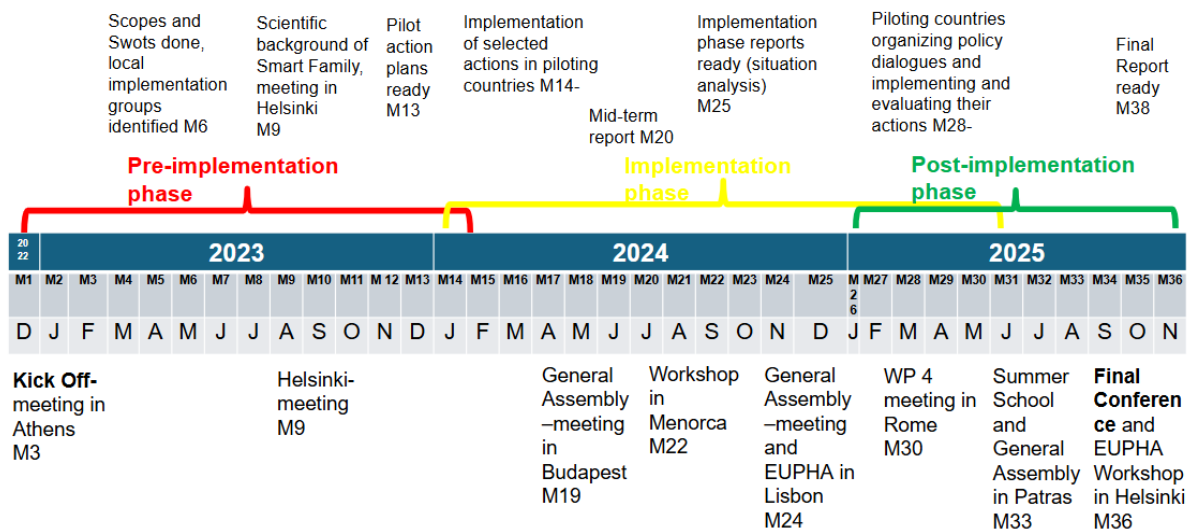 Scopes and
Swots done,
local
implementation
groups
identified M6
Scientific
background of
Smart Family,
meeting in
Helsinki
M9
Pilot
action
plans
ready
M13
Implementation
of selected
actions in piloting
countries M14-
Mid-term
report M20
Implementation
phase reports
ready (situation
analysis)
M25
Piloting countries
organizing policy
dialogues and
implementing and
evaluating their
actions M28-
Final
Report
ready
M38
Pre-implementation
phase
Implementation
phase
Post-implementation
phase
20
22
2023
2024
2025
M1 M2 M3 M4 M5 M6 M7 M8 M9 M10 M11 M 12 M13 M14 M15 M16 M17 M18 M19 M20 M21 M22 M23 M24 M25 M
2
6 M27 M28 M29 M30 M31 M32 M33 M34 M35 M36
D J F M A M J J A S O N D J F M A M J J A S O N D J F M A M J J A S O N
Kick Off-
meeting in
Athens
M3
Helsinki-
meeting
M9
General
Assembly
–meeting
in
Budapest
M19
Workshop
in
Menorca
M22
General
Assembly
–meeting
and
EUPHA in
Lisbon
M24
WP 4
meeting in
Rome
M30
Summer
School
and
General
Assembly
in Patras
M33
Final
Conferen
ce and
EUPHA
Workshop
in Helsinki
M36